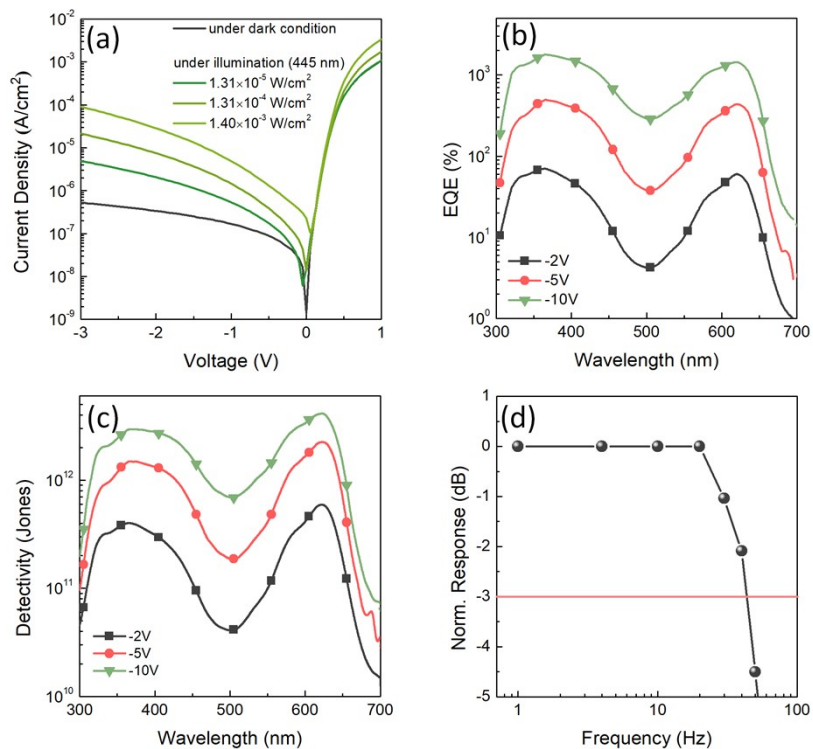 (a)
under dark condition
under illumination (445 nm)
1.31×10⁻⁵ W/cm²
1.31×10⁻⁴ W/cm²
1.40×10⁻³ W/cm²
10⁻²
10⁻³
10⁻⁴
10⁻⁵
10⁻⁶
10⁻⁷
10⁻⁸
10⁻⁹
Current Density (A/cm²)
-3 -2 -1 0 1
Voltage (V)
(b)
10³
10²
10¹
10⁰
EQE (%)
-2V
-5V
-10V
300 400 500 600 700
Wavelength (nm)
(c)
10¹²
10¹¹
10¹⁰
Detectivity (Jones)
-2V
-5V
-10V
300 400 500 600 700
Wavelength (nm)
(d)
1
0
-1
-2
-3
-4
-5
Norm. Response (dB)
1 10 100
Frequency (Hz)